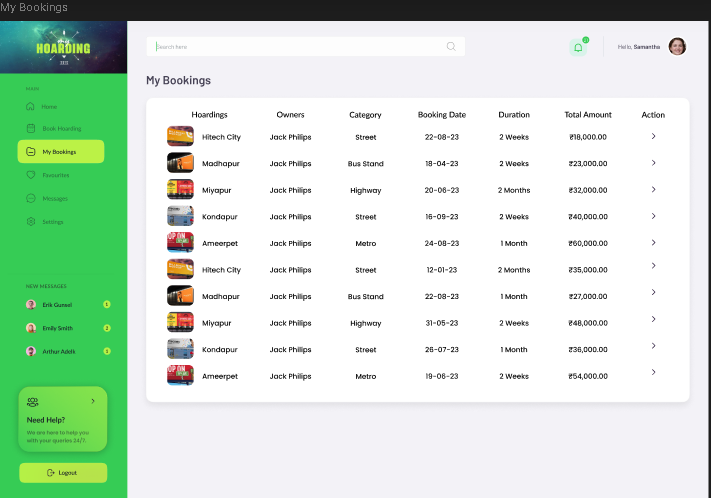 My Bookings
HOARDING
Search here
21
Hello, Samantha
MAIN
Home
Book Hoarding
My Bookings
Favourites
Messages
Settings
NEW MESSAGES
Erik Gunsel
Emily Smith
Arthur Adelk
Need Help?
We are here to help you
with your queries 24/7.
Logout
My Bookings
Hoardings Owners Category Booking Date Duration Total Amount Action
Hitech City Jack Philips Street 22-08-23 2 Weeks ₹18,000.00
Madhapur Jack Philips Bus Stand 18-04-23 2 Weeks ₹23,000.00
Miyapur Jack Philips Highway 20-06-23 2 Months ₹32,000.00
Kondapur Jack Philips Street 16-09-23 2 Weeks ₹40,000.00
Ameerpet Jack Philips Metro 24-08-23 1 Month ₹60,000.00
Hitech City Jack Philips Street 12-01-23 2 Months ₹35,000.00
Madhapur Jack Philips Bus Stand 22-08-23 1 Month ₹27,000.00
Miyapur Jack Philips Highway 31-05-23 2 Weeks ₹48,000.00
Kondapur Jack Philips Street 26-07-23 1 Month ₹36,000.00
Ameerpet Jack Philips Metro 19-06-23 2 Weeks ₹54,000.00